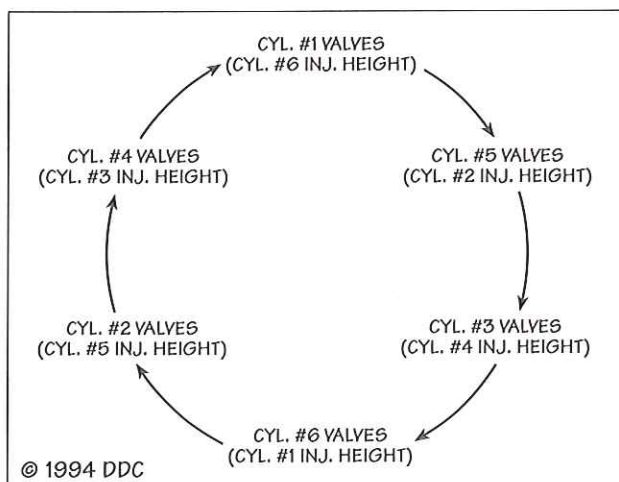 CYL. #1 VALVES
(CYL. #6 INJ. HEIGHT)
CYL. #5 VALVES
(CYL. #2 INJ. HEIGHT)
CYL. #3 VALVES
(CYL. #4 INJ. HEIGHT)
CYL. #6 VALVES
(CYL. #1 INJ. HEIGHT)
CYL. #2 VALVES
(CYL. #5 INJ. HEIGHT)
CYL. #4 VALVES
(CYL. #3 INJ. HEIGHT)
© 1994 DDC